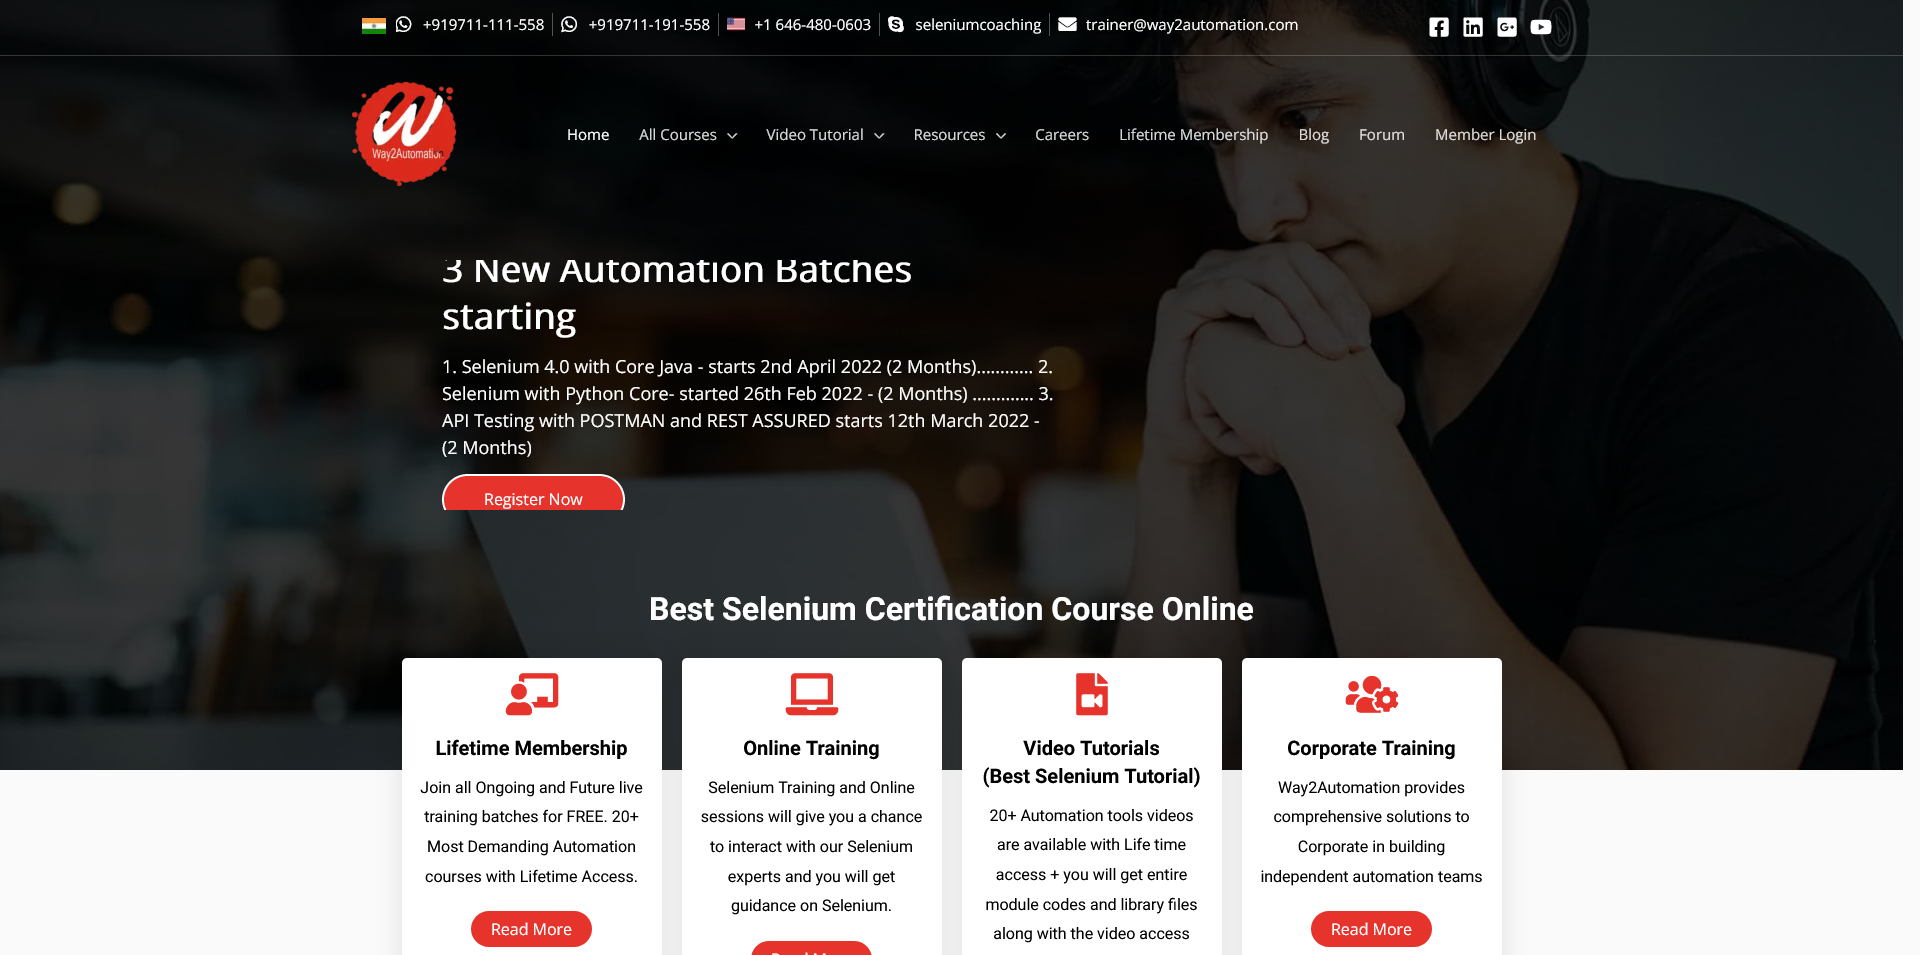 +919711-111-558
+919711-191-558
+1 646-480-0603
seleniumcoaching
trainer@way2automation.com
Way2Automation
Home
All Courses
Video Tutorial
Resources
Careers
Lifetime Membership
Blog
Forum
Member Login
3 New Automation Batches
starting
1. Selenium 4.0 with Core Java - starts 2nd April 2022 (2 Months)............ 2.
Selenium with Python Core- started 26th Feb 2022 - (2 Months) ............. 3.
API Testing with POSTMAN and REST ASSURED starts 12th March 2022 -
(2 Months)
Register Now
Best Selenium Certification Course Online
Lifetime Membership
Join all Ongoing and Future live
training batches for FREE. 20+
Most Demanding Automation
courses with Lifetime Access.
Read More
Online Training
Selenium Training and Online
sessions will give you a chance
to interact with our Selenium
experts and you will get
guidance on Selenium.
Video Tutorials
(Best Selenium Tutorial)
20+ Automation tools videos
are available with Life time
access + you will get entire
module codes and library files
along with the video access
Corporate Training
Way2Automation provides
comprehensive solutions to
Corporate in building
independent automation teams
Read More